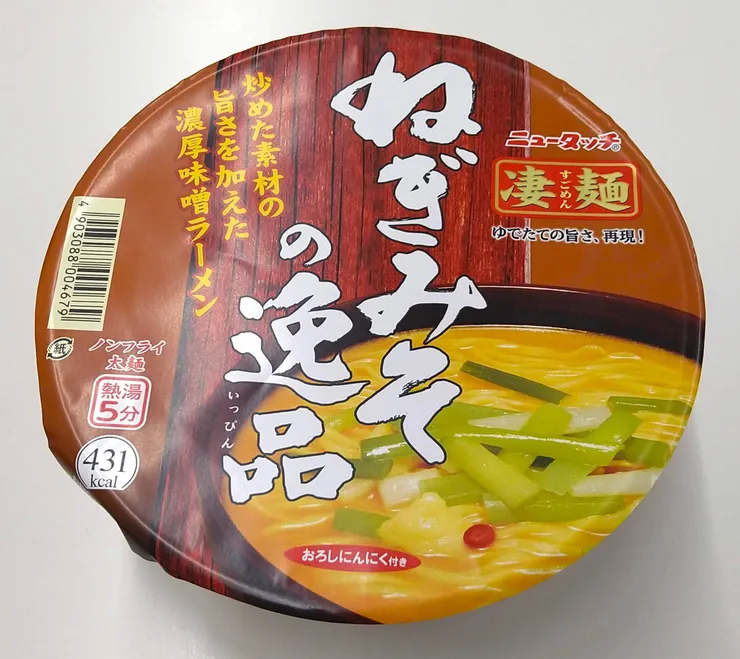 ねぎみその逸品
いっぴん
炒めた素材の
旨さを加えた
濃厚味噌ラーメン
ニュータッチ®
凄麺
すごめん
ゆでたての旨さ、再現!
4903088004679
紙
ノンフライ
太麺
熱湯
5分
431
kcal
おろしにんにく付き